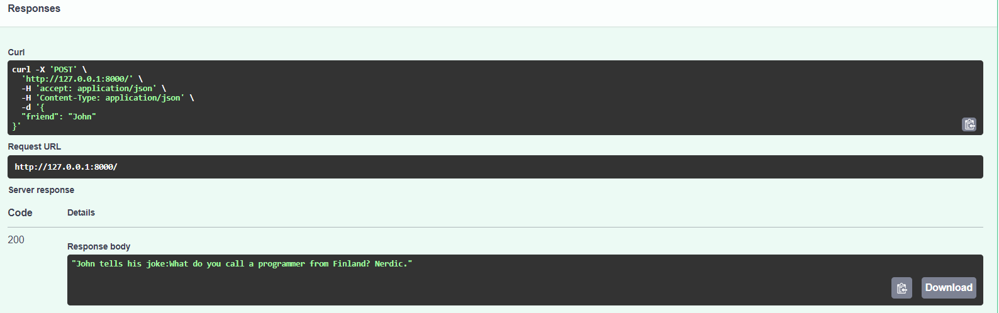 Responses
Curl
curl -X 'POST' \
  'http://127.0.0.1:8000/' \
  -H 'accept: application/json' \
  -H 'Content-Type: application/json' \
  -d '{
  "friend": "John"
}'
Request URL
http://127.0.0.1:8000/
Server response
Code Details
200
Response body
"John tells his joke:What do you call a programmer from Finland? Nerdic."
Download